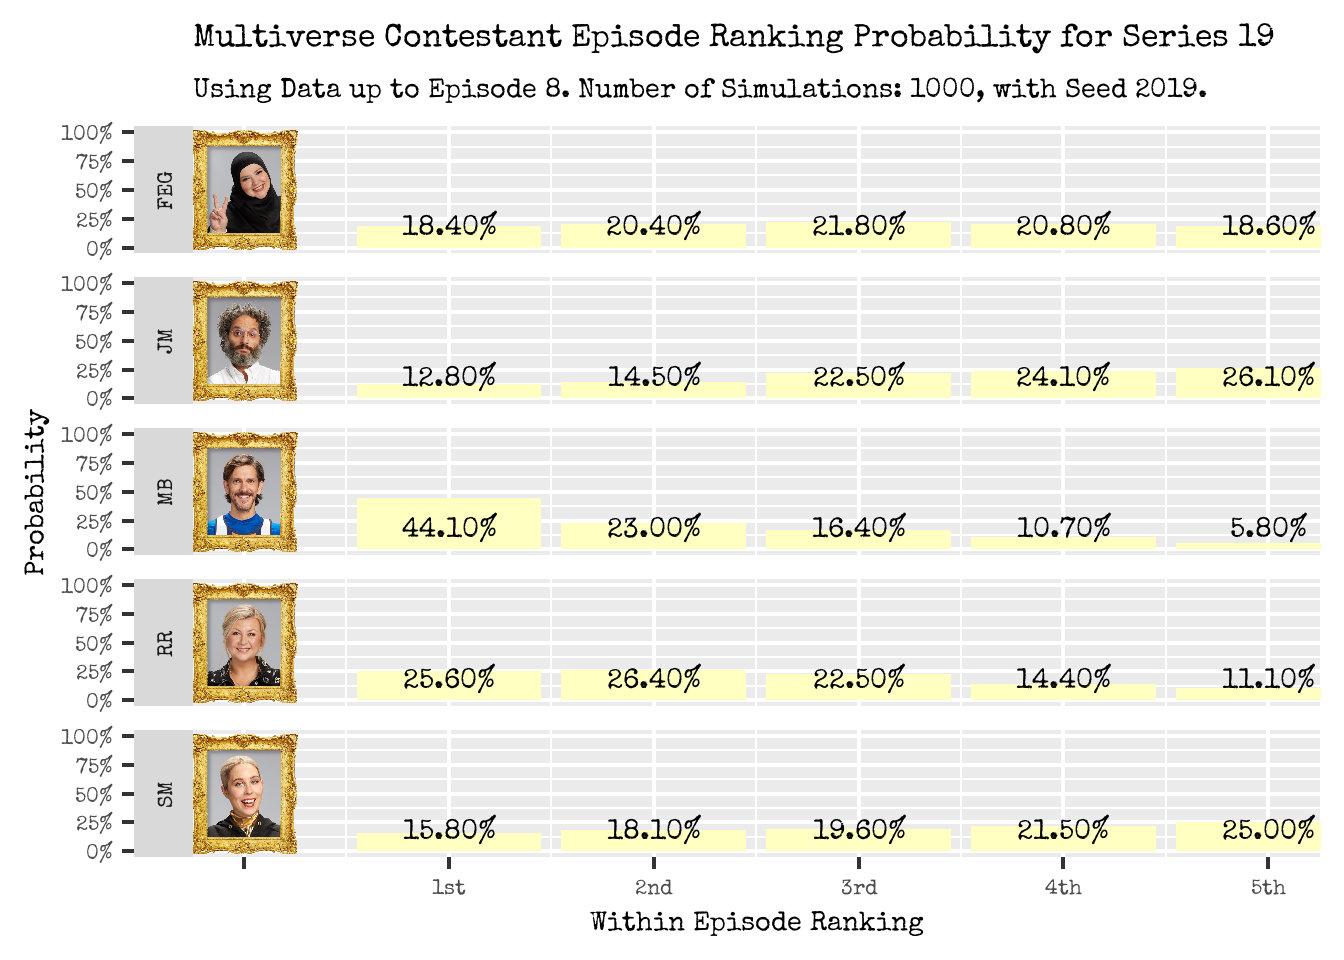 Multiverse Contestant Episode Ranking Probability for Series 19
Using Data up to Episode 8. Number of Simulations: 1000, with Seed 2019.
Probability
100%
75%
50%
25%
0%
FEG
18.40% 20.40% 21.80% 20.80% 18.60%
100%
75%
50%
25%
0%
JM
12.80% 14.50% 22.50% 24.10% 26.10%
100%
75%
50%
25%
0%
MB
44.10% 23.00% 16.40% 10.70% 5.80%
100%
75%
50%
25%
0%
RR
25.60% 26.40% 22.50% 14.40% 11.10%
100%
75%
50%
25%
0%
SM
15.80% 18.10% 19.60% 21.50% 25.00%
1st 2nd 3rd 4th 5th
Within Episode Ranking